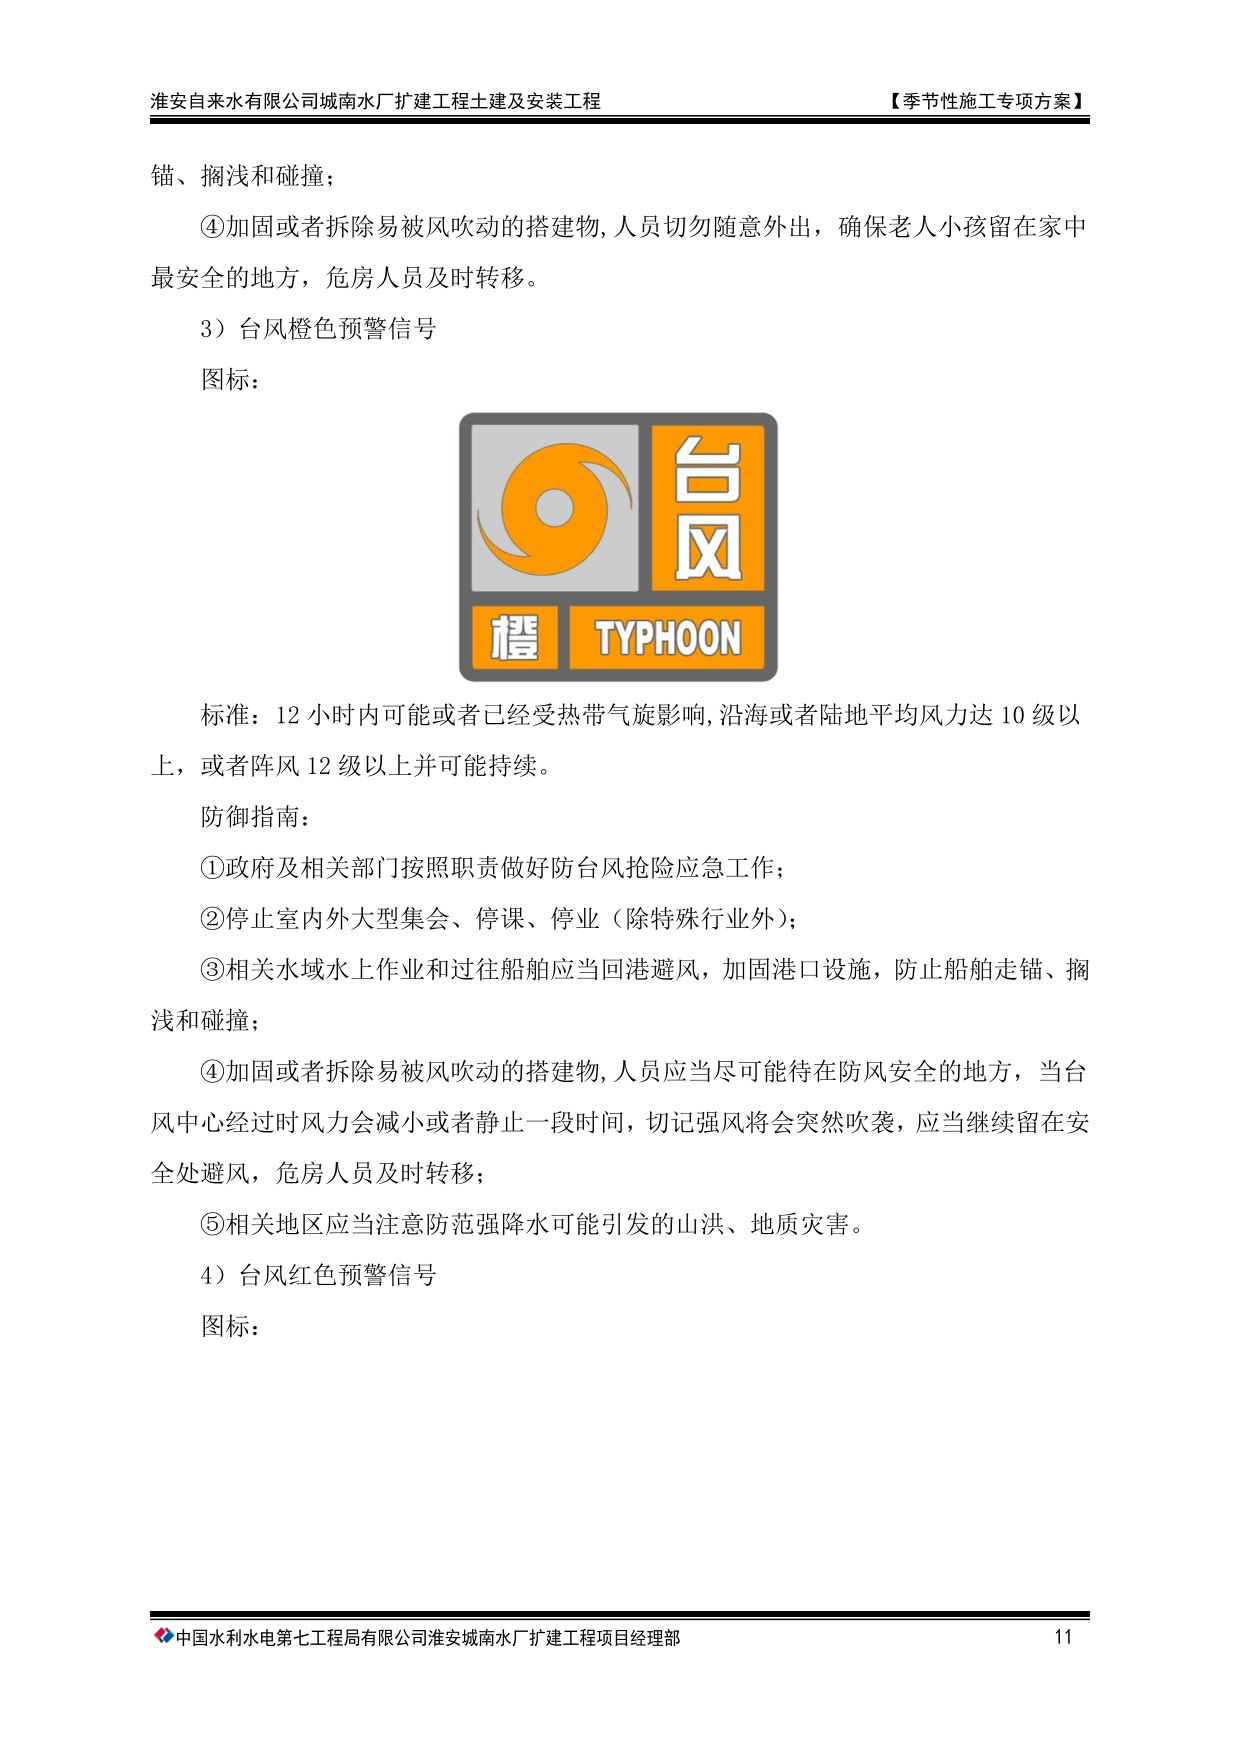 淮安自来水有限公司城南水厂扩建工程土建及安装工程 【季节性施工专项方案】
锚、搁浅和碰撞；
④加固或者拆除易被风吹动的搭建物,人员切勿随意外出，确保老人小孩留在家中
最安全的地方，危房人员及时转移。
3）台风橙色预警信号
图标：
台
风
橙 TYPHOON
标准：12 小时内可能或者已经受热带气旋影响,沿海或者陆地平均风力达 10 级以
上，或者阵风 12 级以上并可能持续。
防御指南：
①政府及相关部门按照职责做好防台风抢险应急工作；
②停止室内外大型集会、停课、停业（除特殊行业外）；
③相关水域水上作业和过往船舶应当回港避风，加固港口设施，防止船舶走锚、搁
浅和碰撞；
④加固或者拆除易被风吹动的搭建物,人员应当尽可能待在防风安全的地方，当台
风中心经过时风力会减小或者静止一段时间，切记强风将会突然吹袭，应当继续留在安
全处避风，危房人员及时转移；
⑤相关地区应当注意防范强降水可能引发的山洪、地质灾害。
4）台风红色预警信号
图标：
中国水利水电第七工程局有限公司淮安城南水厂扩建工程项目经理部 11